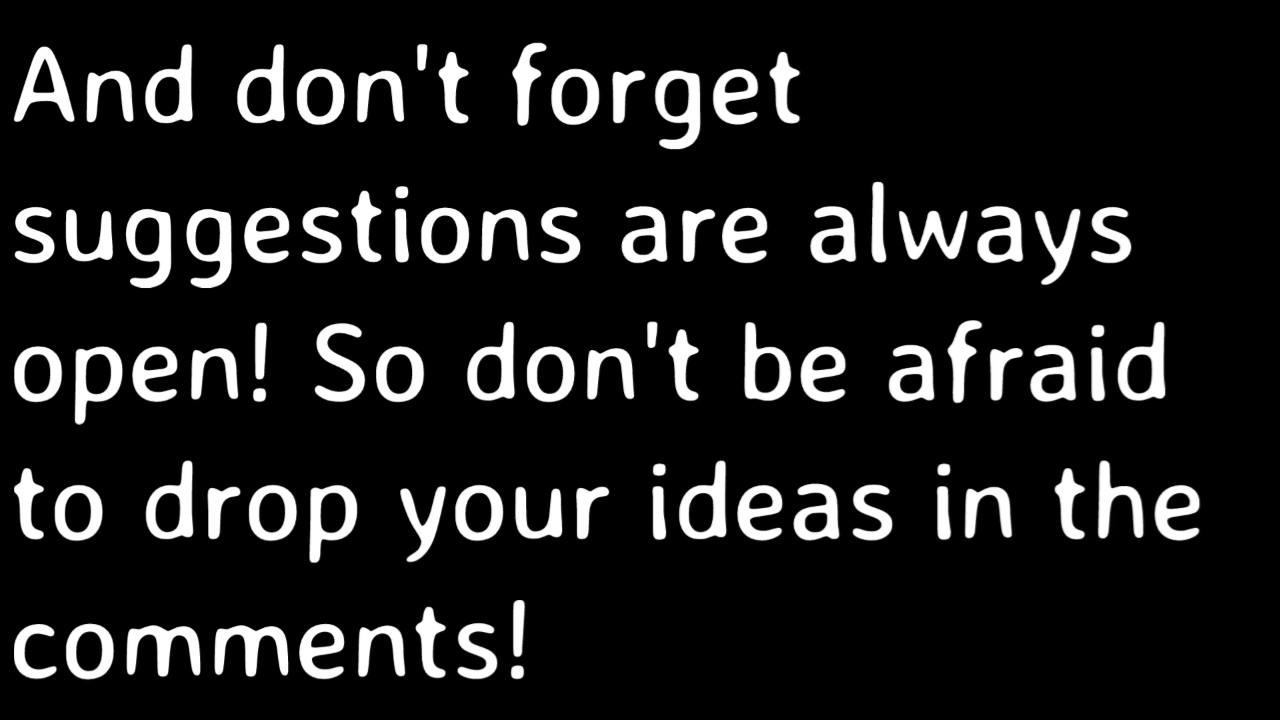 And don't forget
suggestions are always
open! So don't be afraid
to drop your ideas in the
comments!